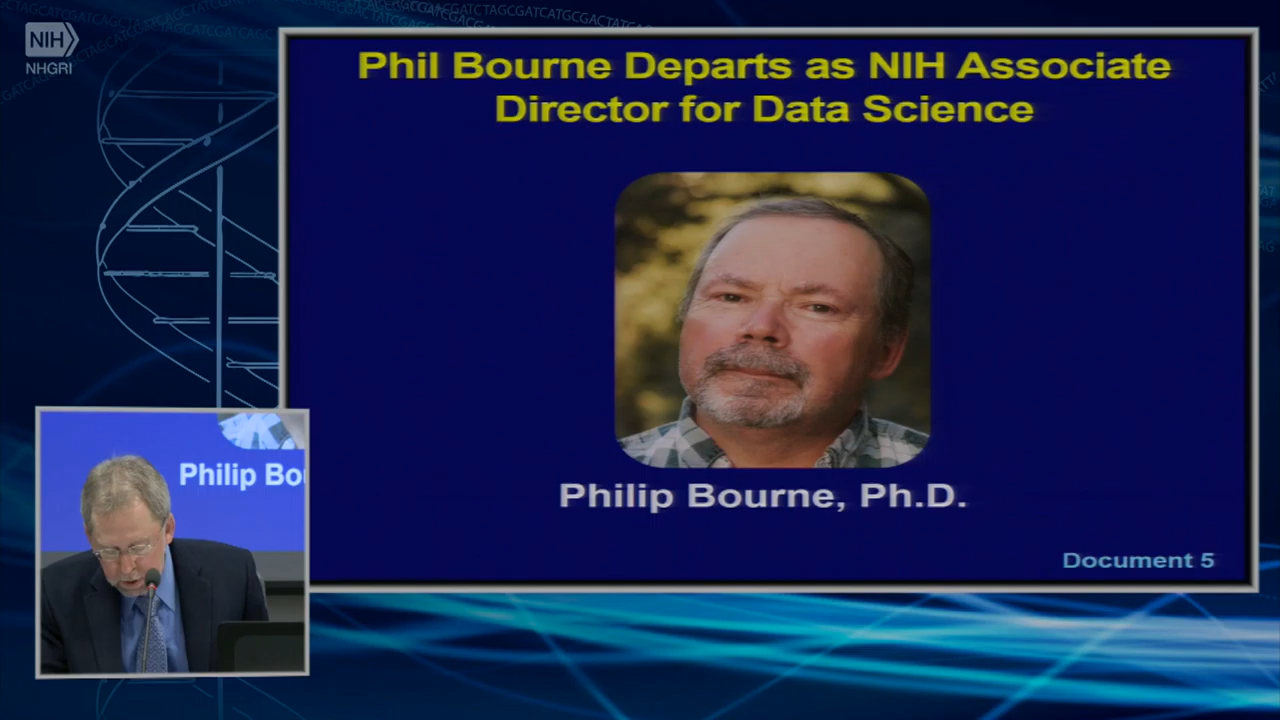 NIH
NHGRI
Phil Bourne Departs as NIH Associate
Director for Data Science
Philip Bourne, Ph.D.
Document 5
Philip Bo